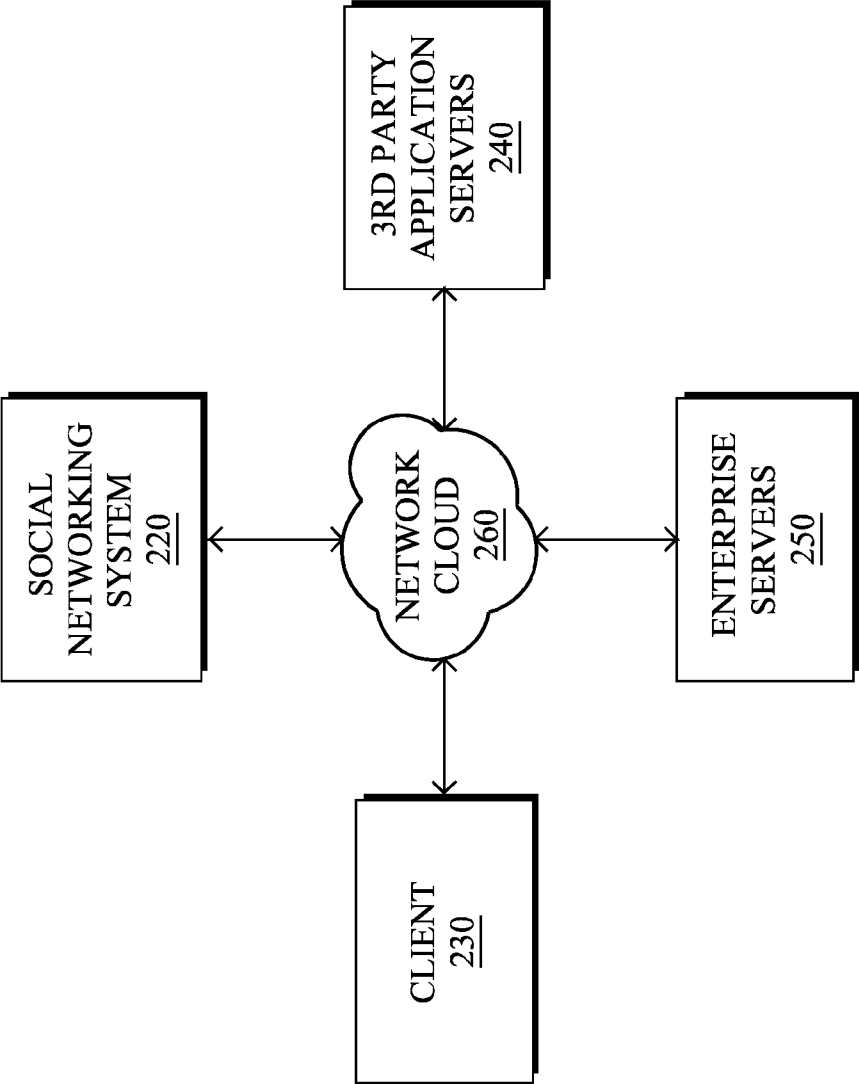 SOCIAL
NETWORKING
SYSTEM
220
CLIENT
230
NETWORK
CLOUD
260
3RD PARTY
APPLICATION
SERVERS
240
ENTERPRISE
SERVERS
250